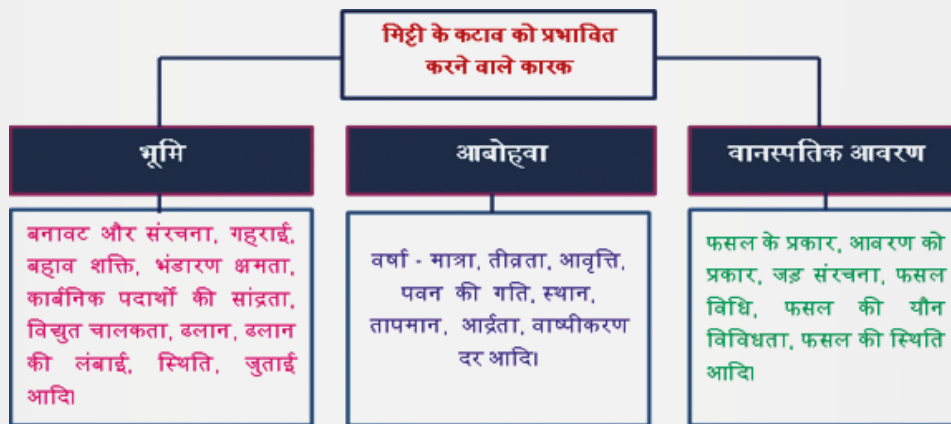 मिट्टी के कटाव को प्रभावित
करने वाले कारक
भूमि
बनावट और संरचना, गहराई,
बहाव शक्ति, भंडारण क्षमता,
कार्बनिक पदार्थों की सांद्रता,
विद्युत चालकता, ढलान, ढलान
की लंबाई, स्थिति, जुताई
आदि।
आबोहवा
वर्षा - मात्रा, तीव्रता, आवृत्ति,
पवन की गति, स्थान,
तापमान, आर्द्रता, वाष्पीकरण
दर आदि।
वानस्पतिक आवरण
फसल के प्रकार, आवरण को
प्रकार, जड़ संरचना, फसल
विधि, फसल की यौन
विविधता, फसल की स्थिति
आदि।